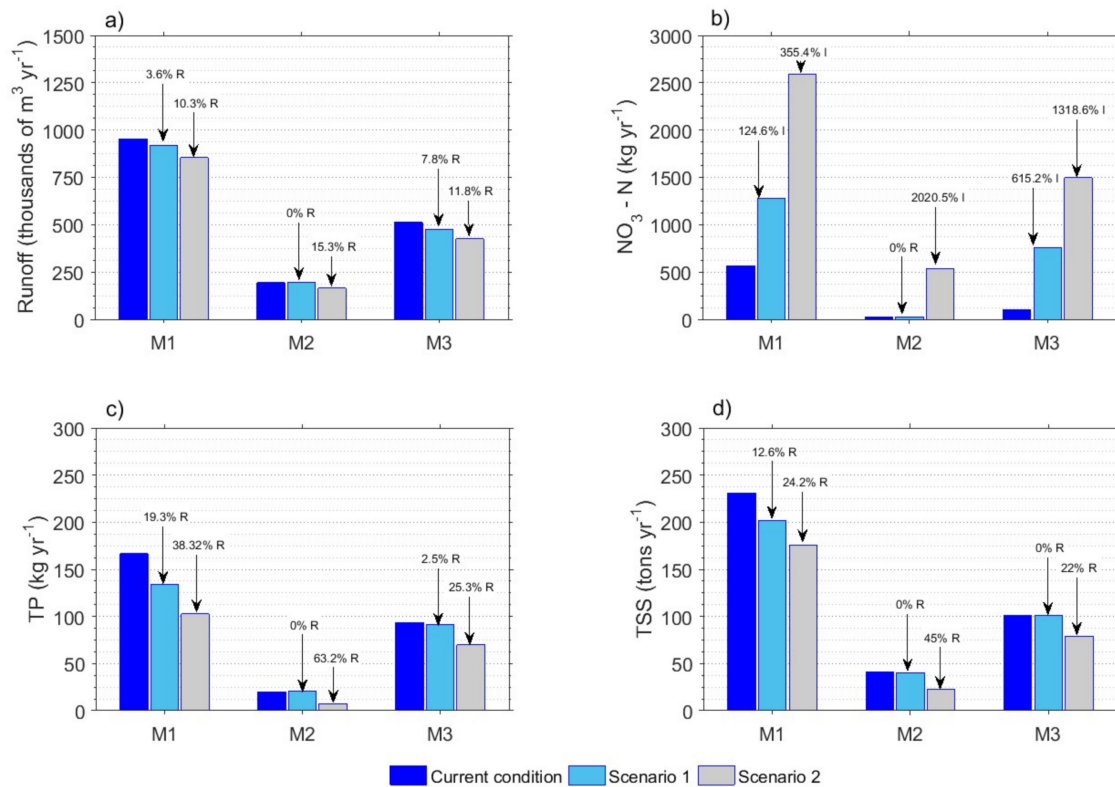 a)
Runoff (thousands of m³ yr⁻¹)
1500
1250
1000
750
500
250
0
3.6% R
10.3% R
0% R
15.3% R
7.8% R
11.8% R
M1
M2
M3
b)
NO₃ - N (kg yr⁻¹)
3000
2500
2000
1500
1000
500
0
124.6% I
355.4% I
0% R
2020.5% I
615.2% I
1318.6% I
M1
M2
M3
c)
TP (kg yr⁻¹)
300
250
200
150
100
50
0
19.3% R
38.32% R
0% R
63.2% R
2.5% R
25.3% R
M1
M2
M3
d)
TSS (tons yr⁻¹)
300
250
200
150
100
50
0
12.6% R
24.2% R
0% R
45% R
0% R
22% R
M1
M2
M3
Current condition
Scenario 1
Scenario 2